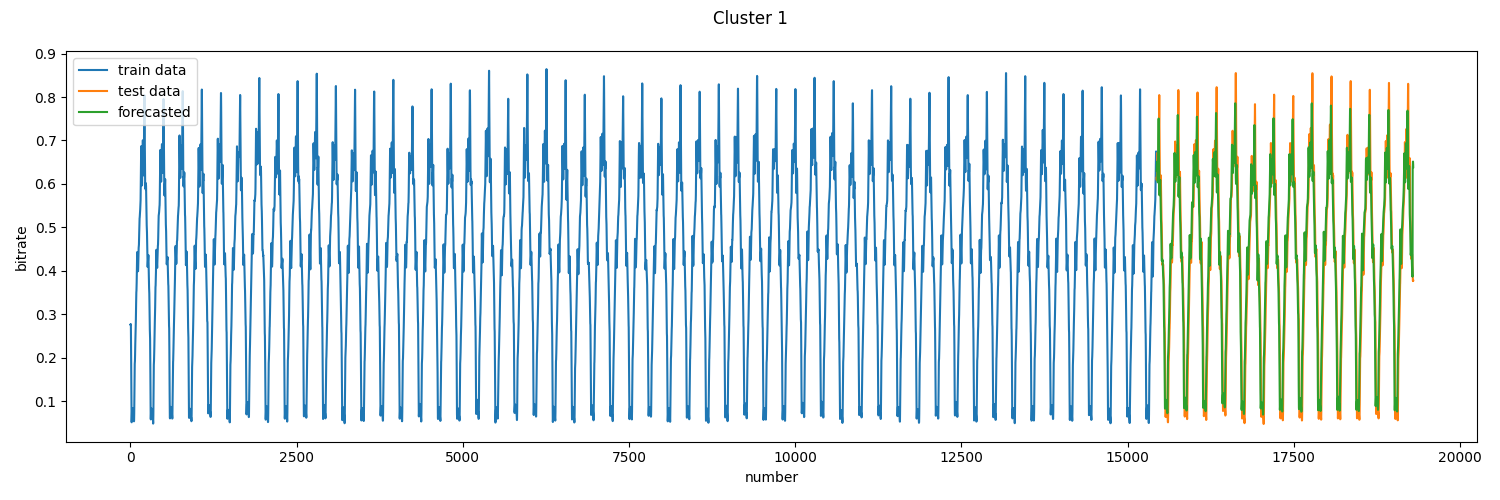 Cluster 1
train data
test data
forecasted
bitrate
0.9
0.8
0.7
0.6
0.5
0.4
0.3
0.2
0.1
0 2500 5000 7500 10000 12500 15000 17500 20000
number